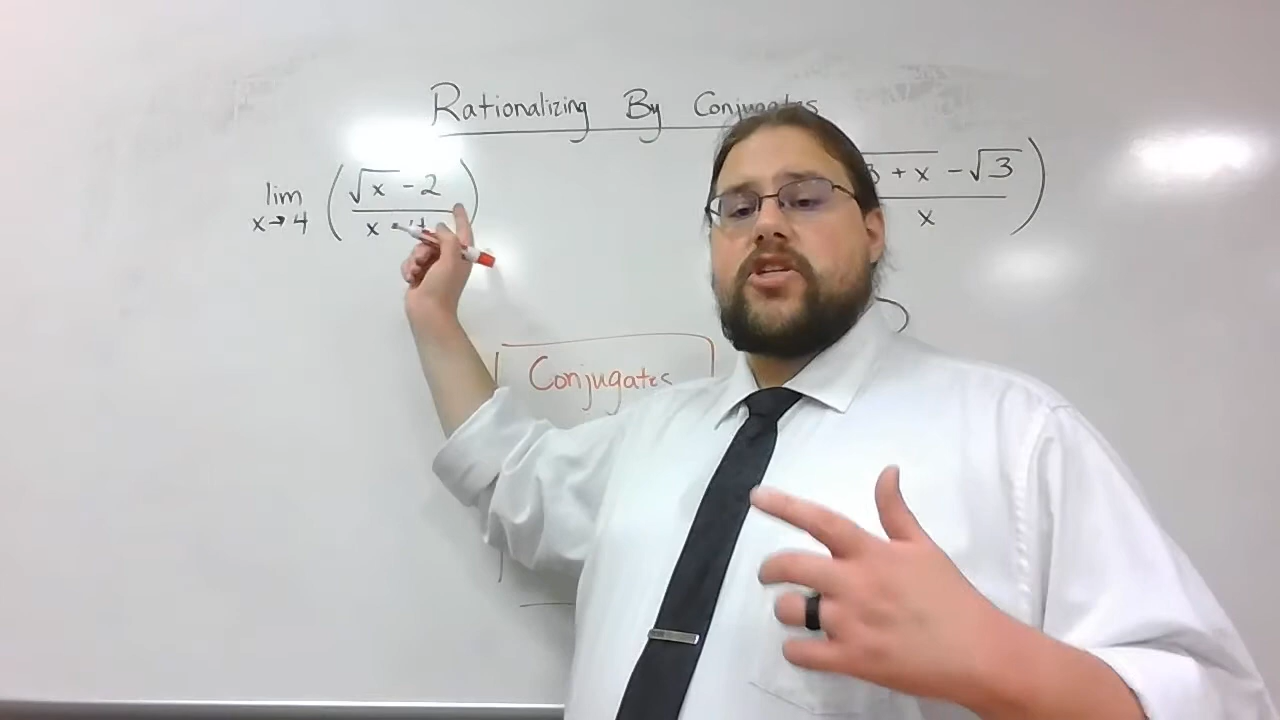 Rationalizing By Conjugates
lim x→4 (√x - 2 / x - 4)
3 + x - √3 / x )
Conjugates